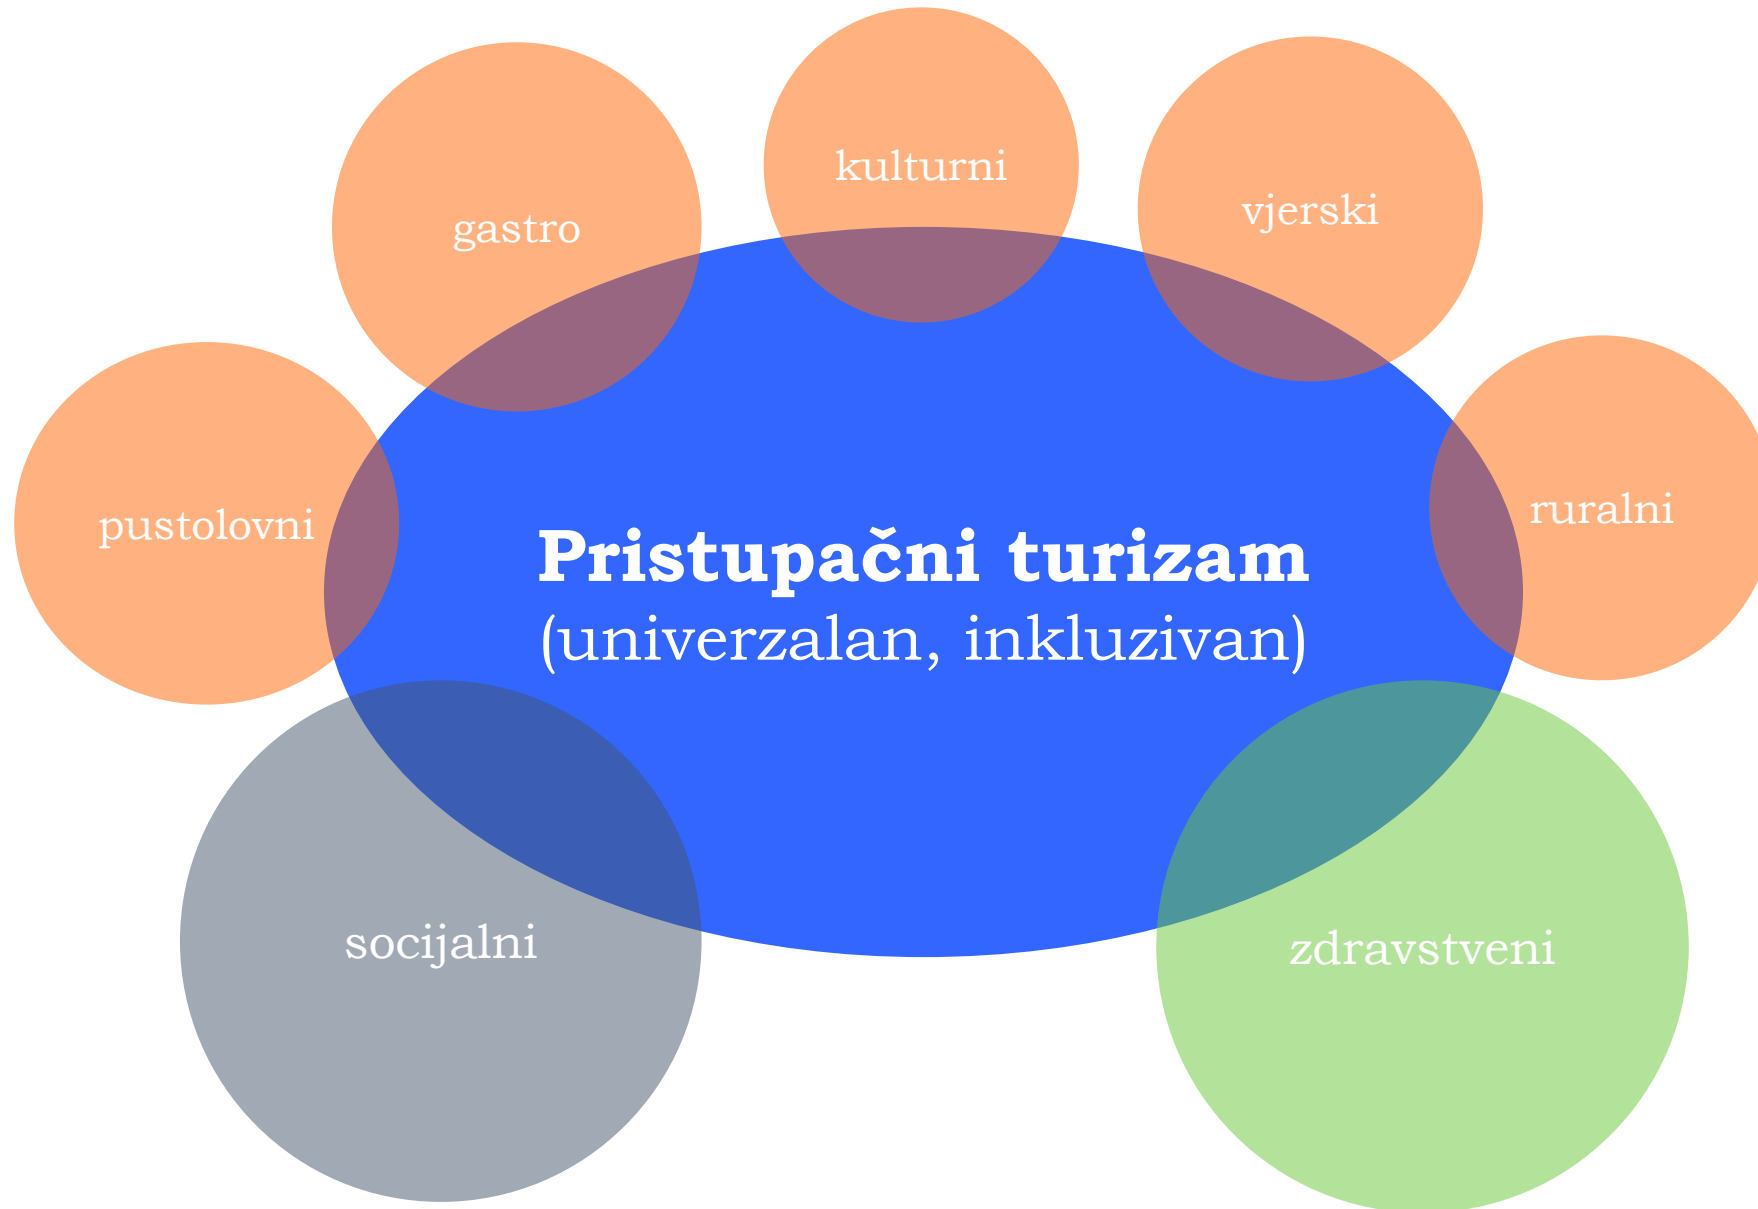 kulturni
vjerski
gastro
ruralni
pustolovni
Pristupačni turizam
(univerzalan, inkluzivan)
socijalni
zdravstveni